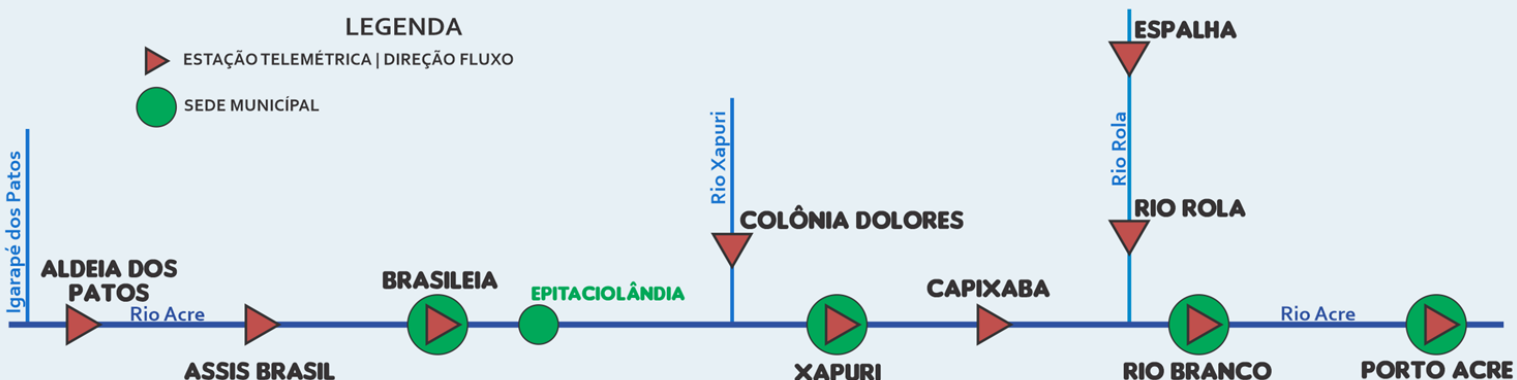 LEGENDA
ESTAÇÃO TELEMÉTRICA | DIREÇÃO FLUXO
SEDE MUNICÍPAL
Igarapé dos Patos
ALDEIA DOS
PATOS
Rio Acre
ASSIS BRASIL
BRASILEIA
EPITACIOLÂNDIA
Rio Xapuri
COLÔNIA DOLORES
XAPURI
CAPIXABA
ESPALHA
Rio Rola
RIO ROLA
RIO BRANCO
Rio Acre
PORTO ACRE